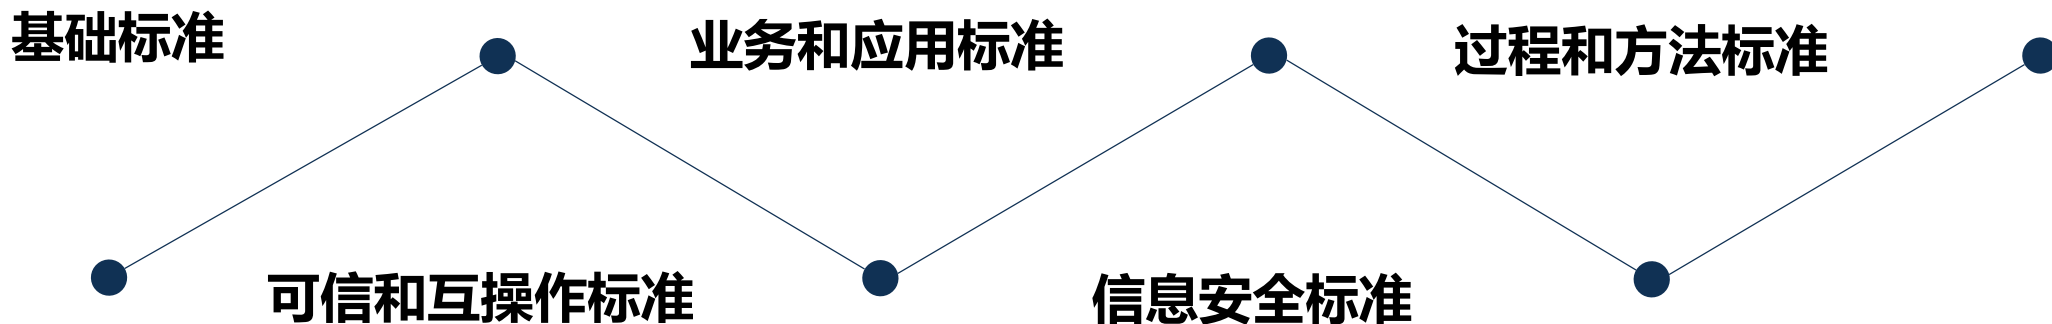 基础标准
可信和互操作标准
业务和应用标准
信息安全标准
过程和方法标准